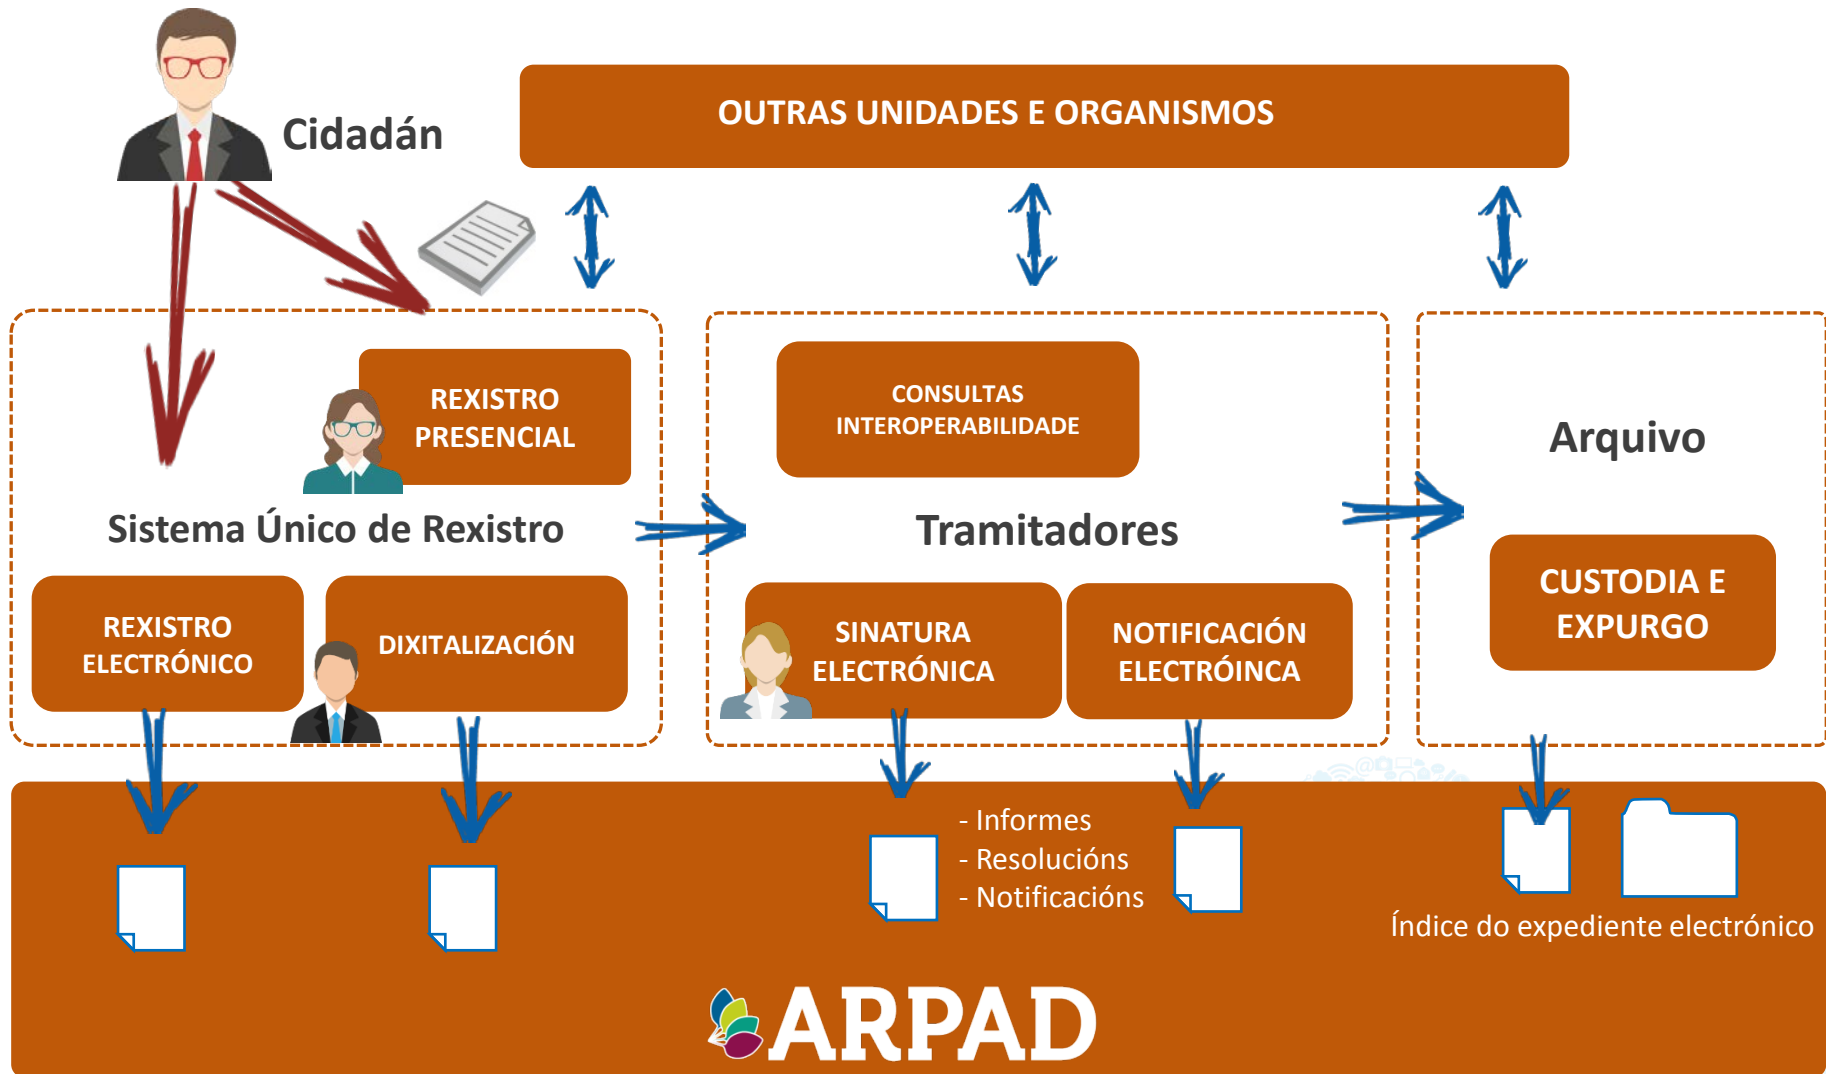 Cidadán
OUTRAS UNIDADES E ORGANISMOS
REXISTRO
PRESENCIAL
Sistema Único de Rexistro
REXISTRO
ELECTRÓNICO
DIXITALIZACIÓN
CONSULTAS
INTEROPERABILIDADE
Tramitadores
SINATURA
ELECTRÓNICA
NOTIFICACIÓN
ELECTRÓINCA
Arquivo
CUSTODIA E
EXPURGO
- Informes
- Resolucións
- Notificacións
Índice do expediente electrónico
ARPAD